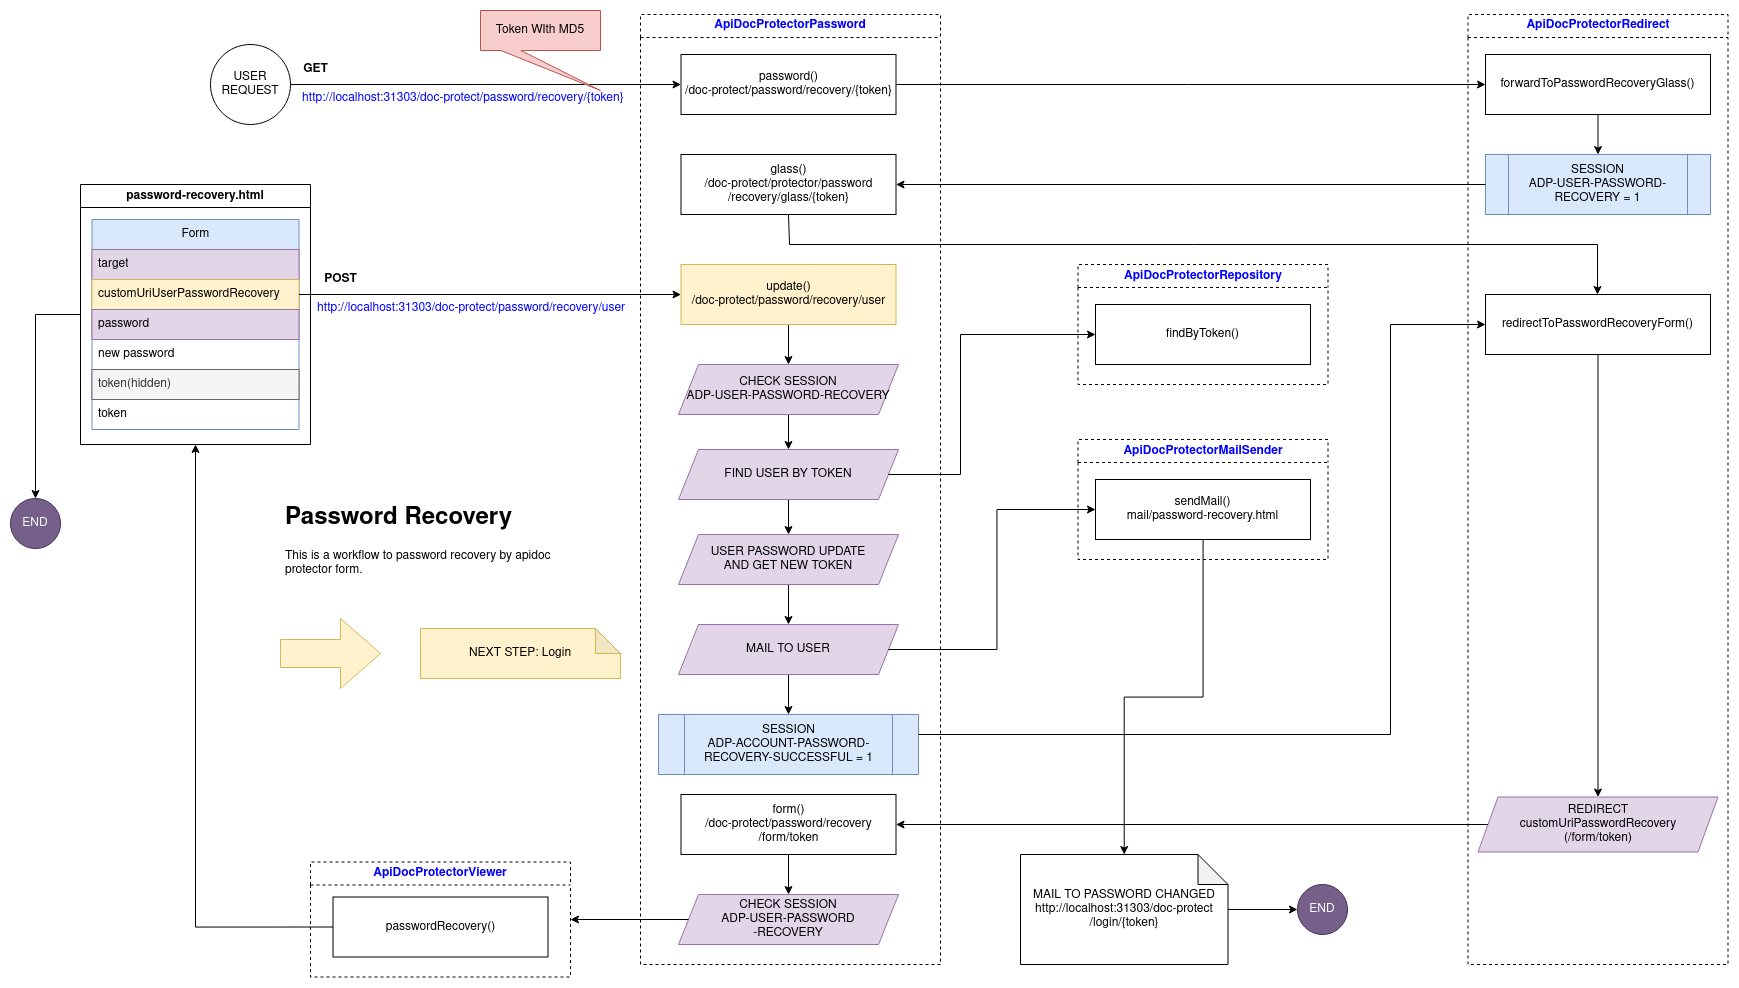 Token WIth MD5
USER
REQUEST
GET
http://localhost:31303/doc-protect/password/recovery/{token}
ApiDocProtectorPassword
password()
/doc-protect/password/recovery/{token}
ApiDocProtectorRedirect
forwardToPasswordRecoveryGlass()
SESSION
ADP-USER-PASSWORD-
RECOVERY = 1
glass()
/doc-protect/protector/password
/recovery/glass/{token}
password-recovery.html
Form
target
customUriUserPasswordRecovery
password
new password
token(hidden)
token
POST
http://localhost:31303/doc-protect/password/recovery/user
update()
/doc-protect/password/recovery/user
ApiDocProtectorRepository
findByToken()
redirectToPasswordRecoveryForm()
CHECK SESSION
ADP-USER-PASSWORD-RECOVERY
FIND USER BY TOKEN
ApiDocProtectorMailSender
sendMail()
mail/password-recovery.html
END
Password Recovery
This is a workflow to password recovery by apidoc
protector form.
USER PASSWORD UPDATE
AND GET NEW TOKEN
NEXT STEP: Login
MAIL TO USER
SESSION
ADP-ACCOUNT-PASSWORD-
RECOVERY-SUCCESSFUL = 1
form()
/doc-protect/password/recovery
/form/token
REDIRECT
customUriPasswordRecovery
(/form/token)
ApiDocProtectorViewer
passwordRecovery()
CHECK SESSION
ADP-USER-PASSWORD
-RECOVERY
MAIL TO PASSWORD CHANGED
http://localhost:31303/doc-protect
/login/{token}
END